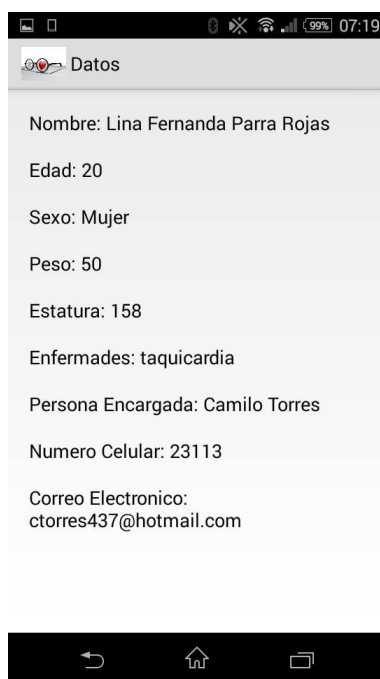 99% 07:19
Datos
Nombre: Lina Fernanda Parra Rojas
Edad: 20
Sexo: Mujer
Peso: 50
Estatura: 158
Enfermades: taquicardia
Persona Encargada: Camilo Torres
Numero Celular: 23113
Correo Electronico:
ctorres437@hotmail.com